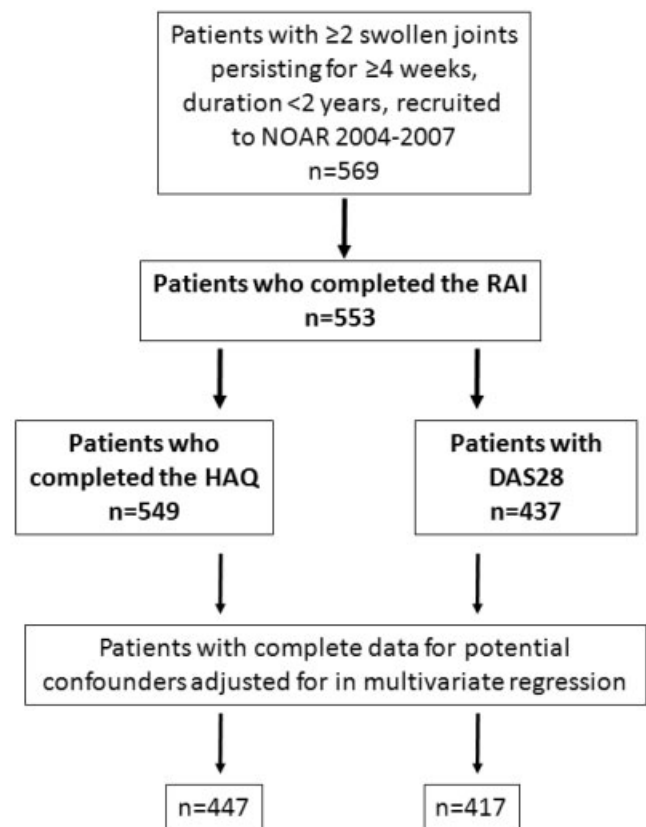 Patients with ≥2 swollen joints
persisting for ≥4 weeks,
duration <2 years, recruited
to NOAR 2004-2007
n=569
Patients who completed the RAI
n=553
Patients who
completed the HAQ
n=549
Patients with
DAS28
n=437
Patients with complete data for potential
confounders adjusted for in multivariate regression
n=447
n=417